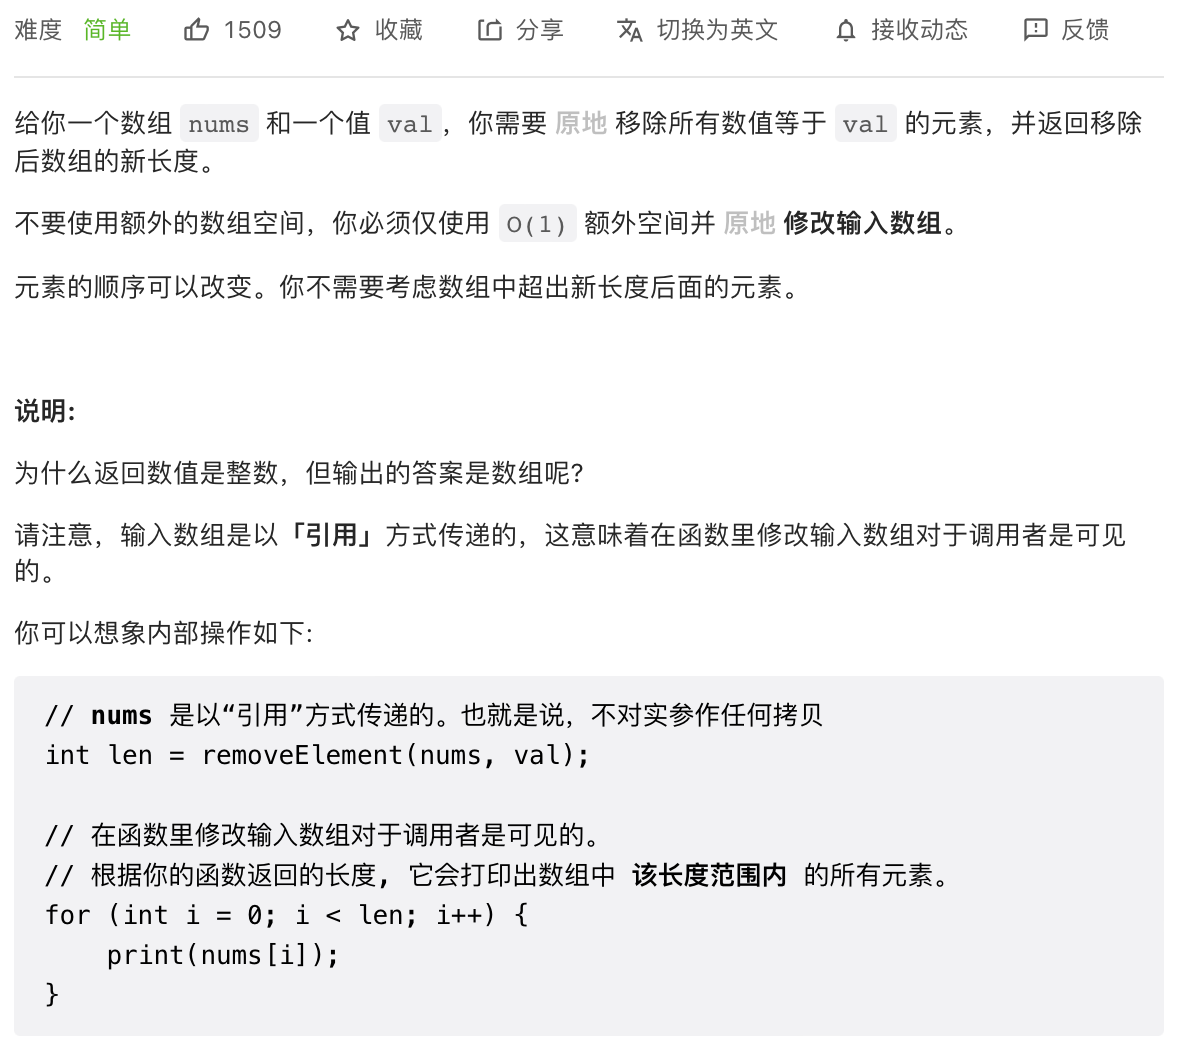 难度 简单 1509 收藏 分享 切换为英文 接收动态 反馈
给你一个数组 nums 和一个值 val，你需要 原地 移除所有数值等于 val 的元素，并返回移除
后数组的新长度。
不要使用额外的数组空间，你必须仅使用 O(1) 额外空间并 原地 修改输入数组。
元素的顺序可以改变。你不需要考虑数组中超出新长度后面的元素。
说明:
为什么返回数值是整数，但输出的答案是数组呢?
请注意，输入数组是以「引用」方式传递的，这意味着在函数里修改输入数组对于调用者是可见
的。
你可以想象内部操作如下:
// nums 是以“引用”方式传递的。也就是说，不对实参作任何拷贝
int len = removeElement(nums, val);
// 在函数里修改输入数组对于调用者是可见的。
// 根据你的函数返回的长度, 它会打印出数组中 该长度范围内 的所有元素。
for (int i = 0; i < len; i++) {
    print(nums[i]);
}